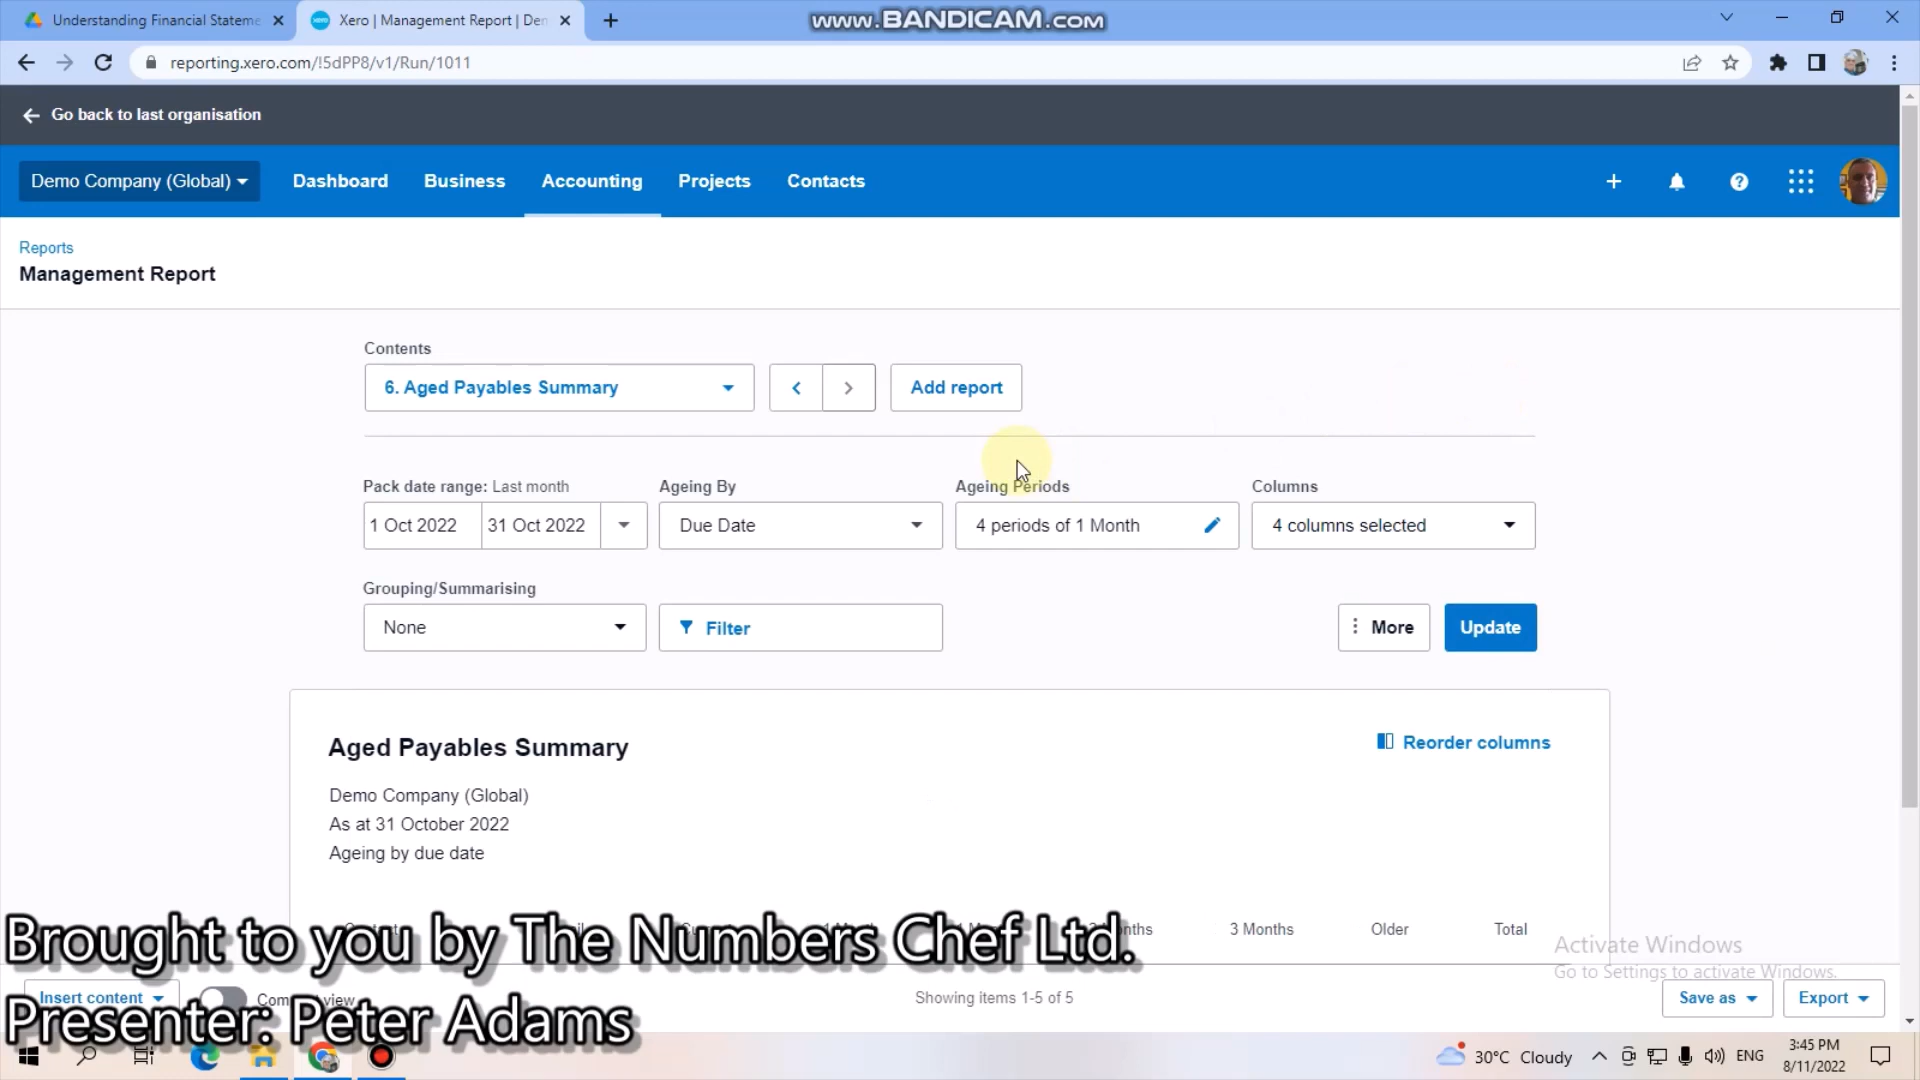 Understanding Financial Stateme
Xero | Management Report | Den
www.BANDICAM.com
reporting.xero.com/!5dPP8/v1/Run/1011
Go back to last organisation
Demo Company (Global)
Dashboard
Business
Accounting
Projects
Contacts
Reports
Management Report
Contents
6. Aged Payables Summary
Add report
Pack date range: Last month
Ageing By
Ageing Periods
Columns
1 Oct 2022
31 Oct 2022
Due Date
4 periods of 1 Month
4 columns selected
Grouping/Summarising
None
Filter
More
Update
Aged Payables Summary
Reorder columns
Demo Company (Global)
As at 31 October 2022
Ageing by due date
3 Months
Older
Total
Brought to you by The Numbers Chef Ltd.
Activate Windows
Go to Settings to activate Windows.
Insert content
Showing items 1-5 of 5
Save as
Export
Presenter: Peter Adams
30°C Cloudy
ENG
3:45 PM
8/11/2022